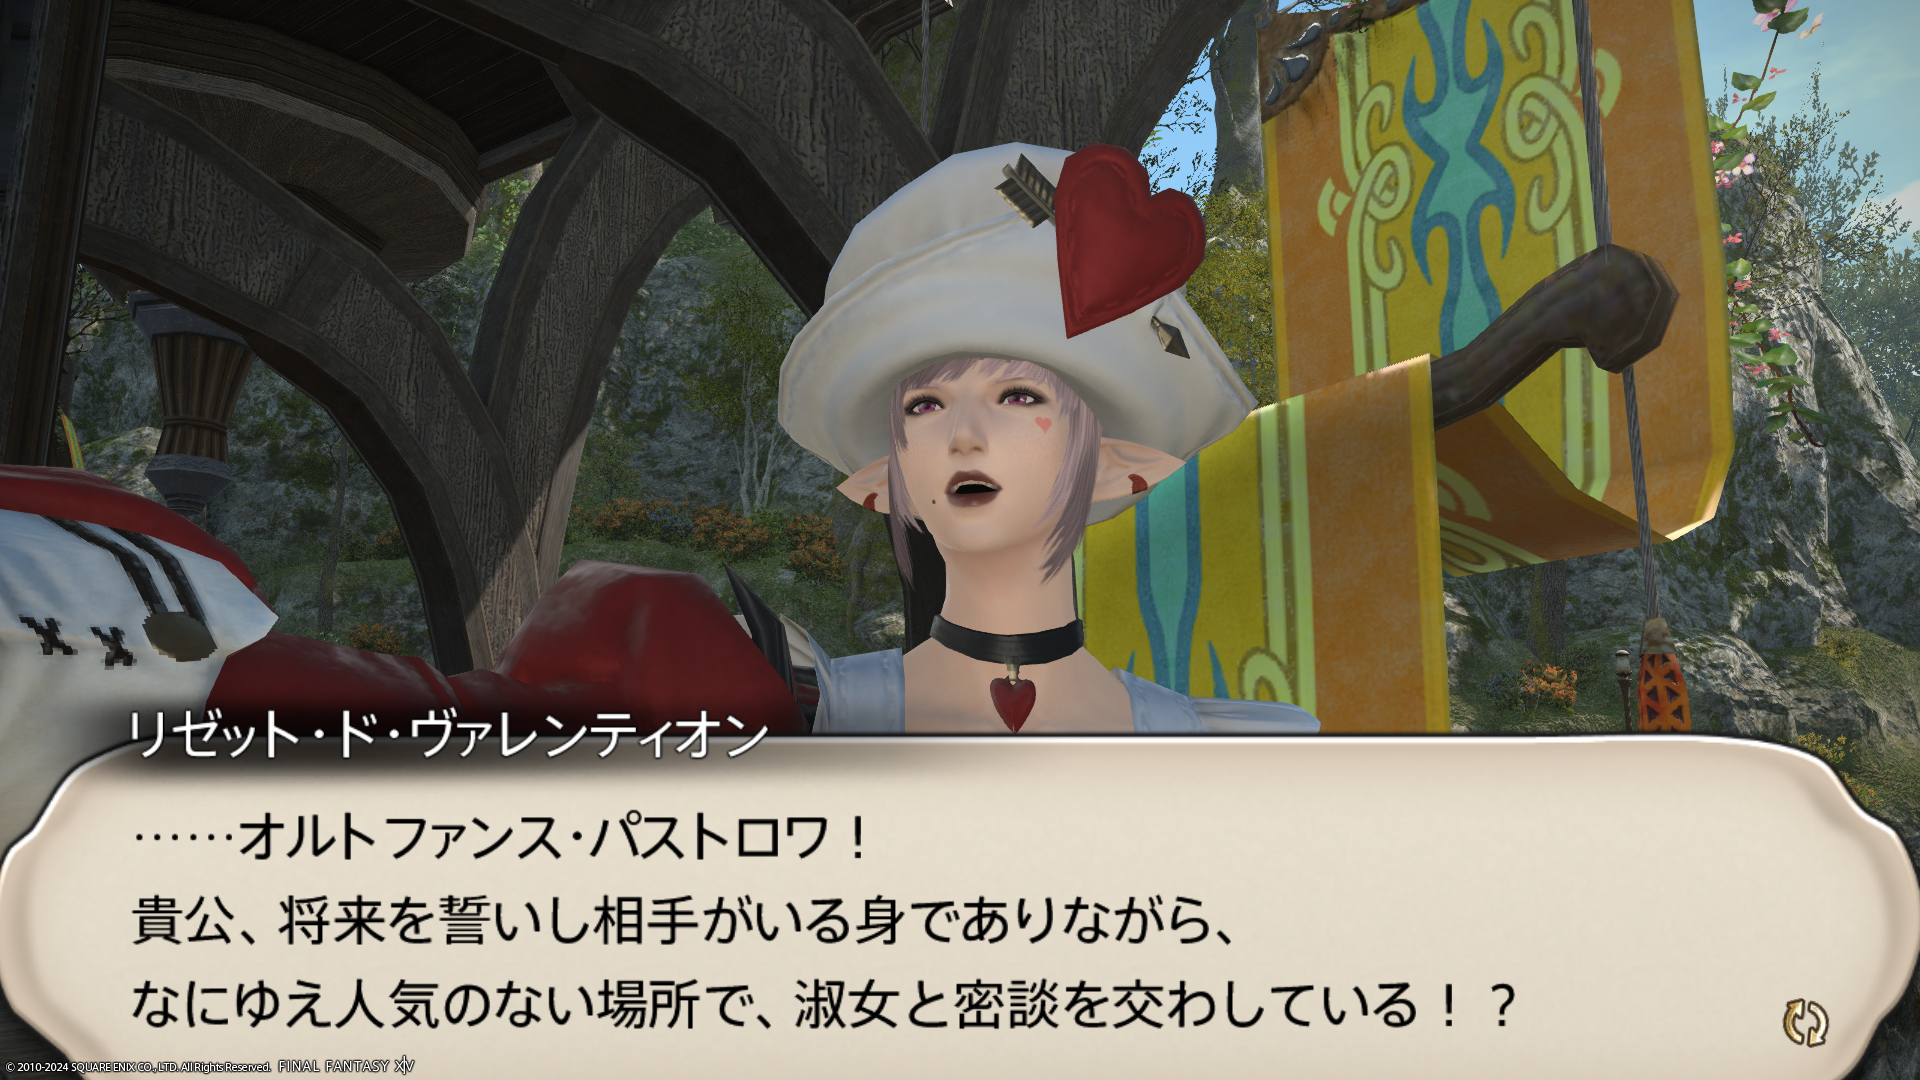 リゼット・ド・ヴァレンティオン
……オルトファンス・パストロワ！
貴公、将来を誓いし相手がいる身でありながら、
なにゆえ人気のない場所で、淑女と密談を交わしている！？
© 2010-2024 SQUARE ENIX CO., LTD. All Rights Reserved. FINAL FANTASY XIV